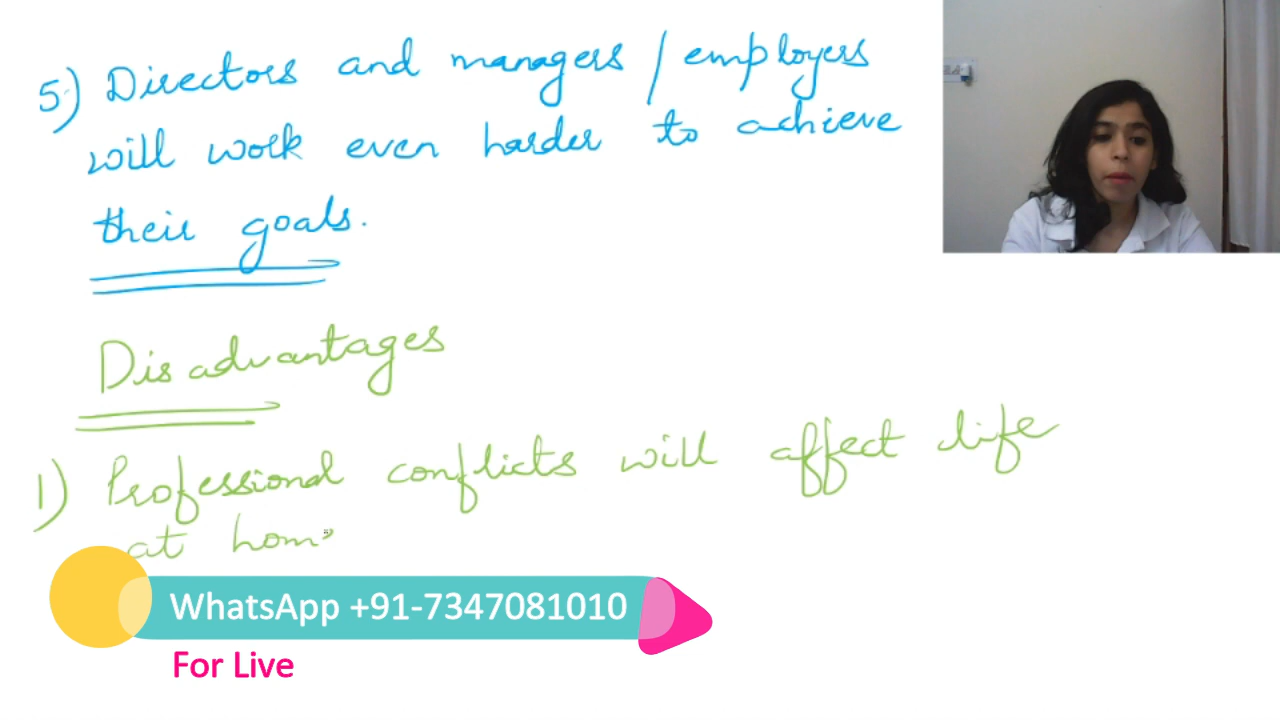 5.) Directors and managers / employers
will work even harder to achieve
their goals.
Disadvantages
1) Professional conflicts will affect life
at hom
WhatsApp +91-7347081010
For Live